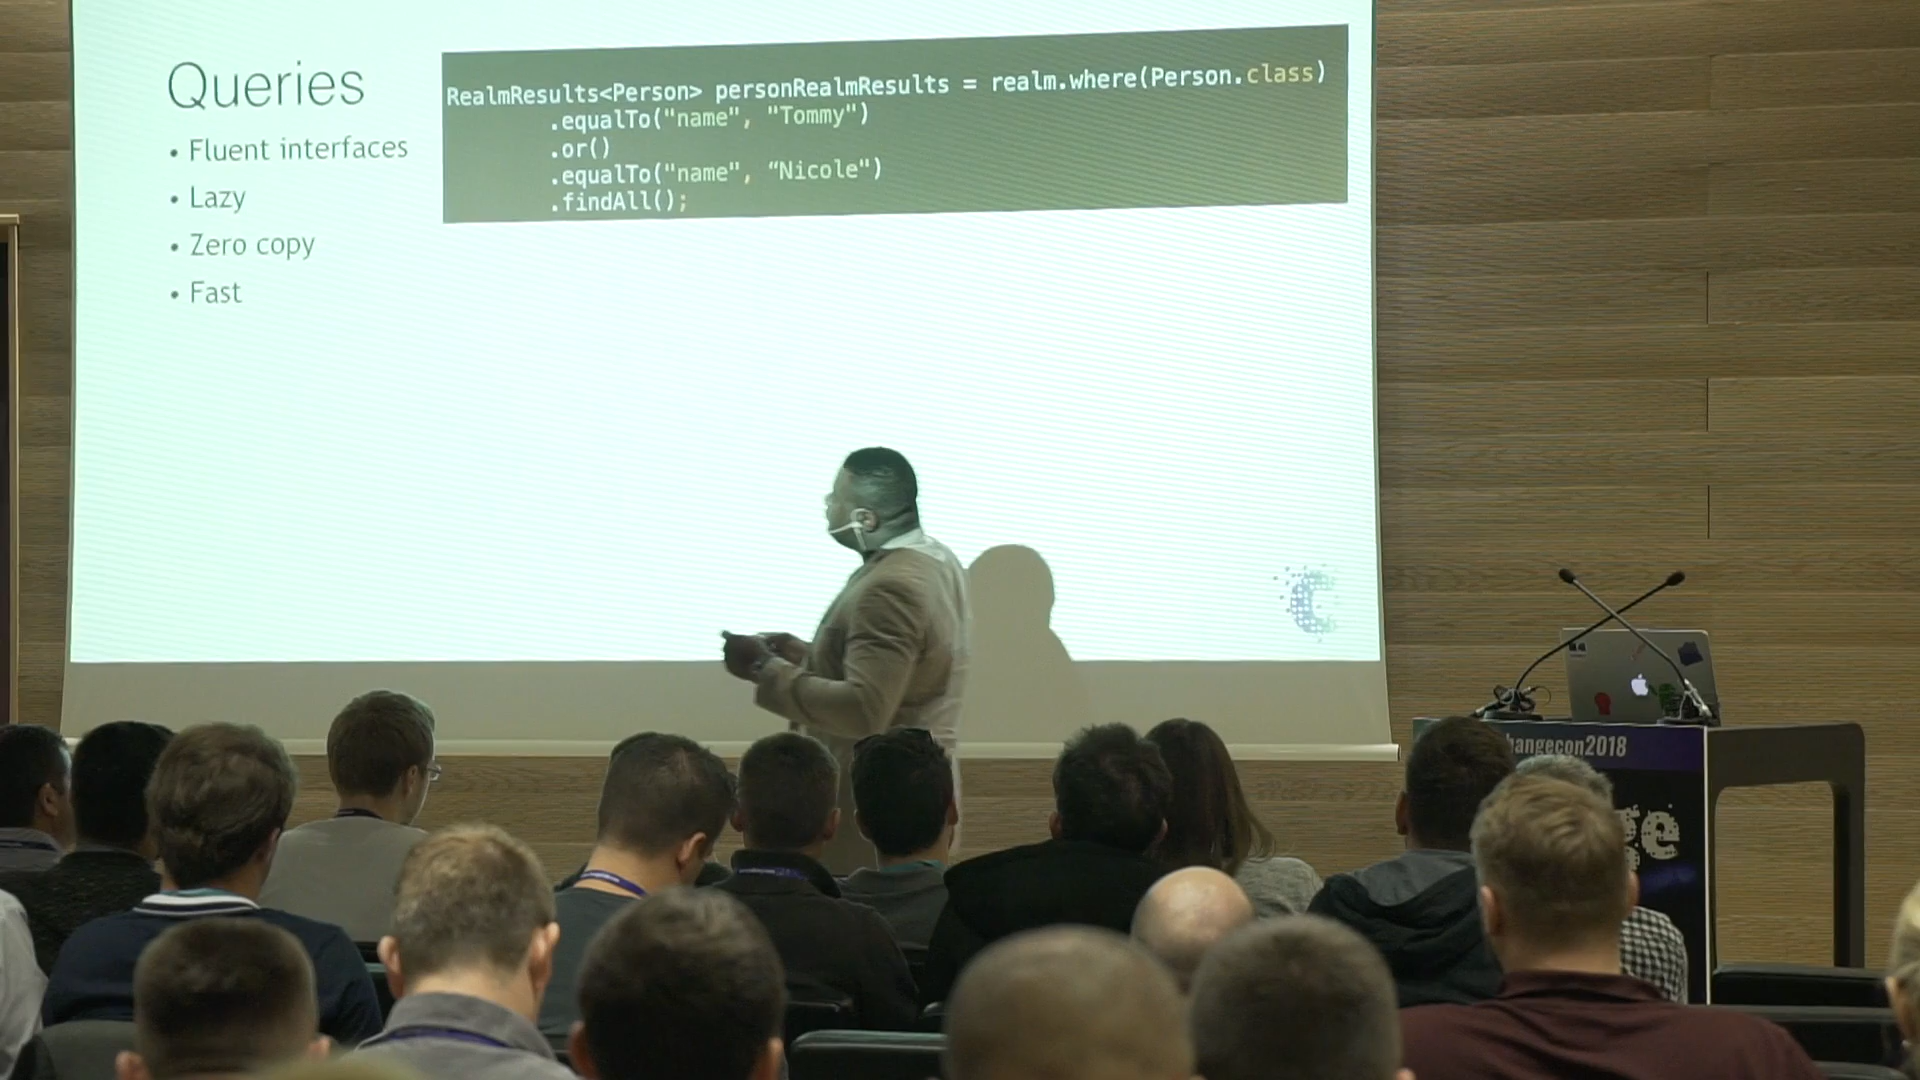 Queries
• Fluent interfaces
• Lazy
• Zero copy
• Fast
RealmResults<Person> personRealmResults = realm.where(Person.class)
.equalTo("name", "Tommy")
.or()
.equalTo("name", “Nicole")
.findAll();
hangecon2018
ge